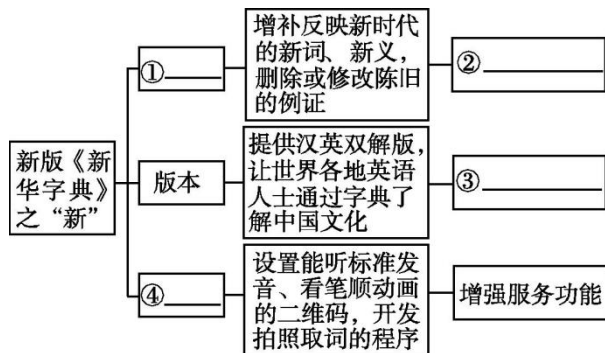 新版《新
华字典》
之“新”
①
增补反映新时代
的新词、新义，
删除或修改陈旧
的例证
②
版本
提供汉英双解版，
让世界各地英语
人士通过字典了
解中国文化
③
④
设置能听标准发
音、看笔顺动画
的二维码，开发
拍照取词的程序
增强服务功能